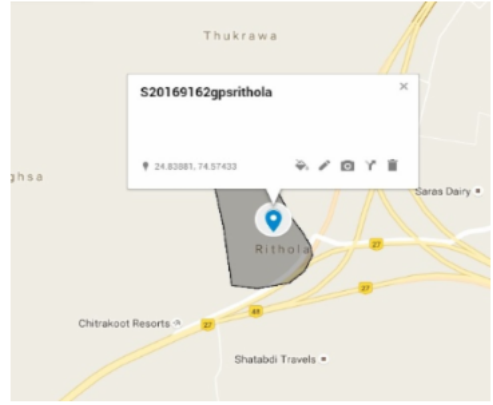 Thukrawa
S20169162gpsrithola
24.83881, 74.57433
ghsa
Saras Dairy
Rithola
27
27
Chitrakoot Resorts
27
48
Shatabdi Travels